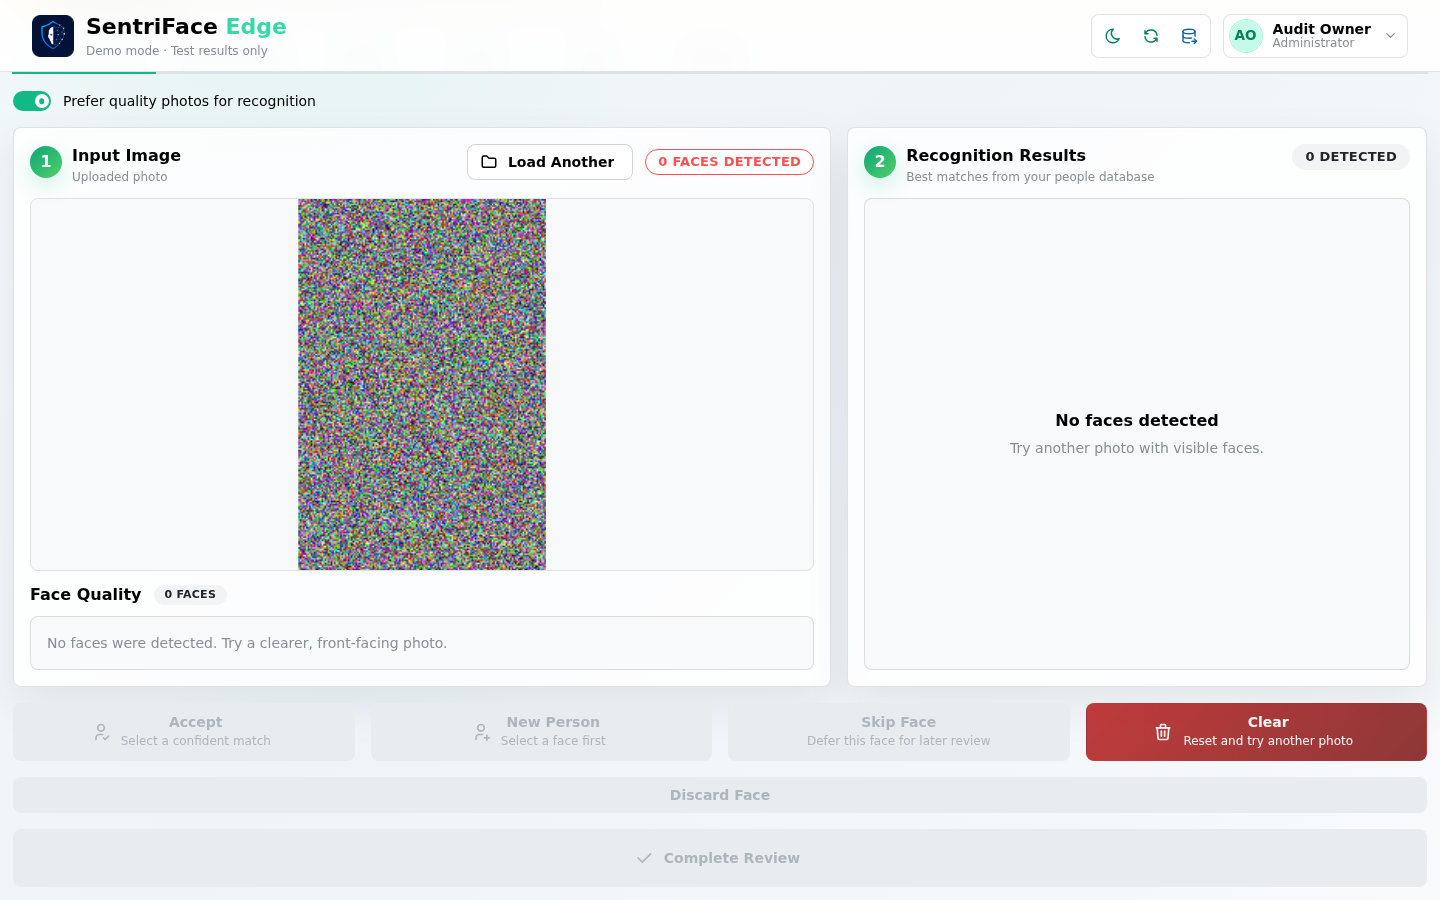 SentriFace Edge
Demo mode · Test results only
AO
Audit Owner
Administrator
Prefer quality photos for recognition
1
Input Image
Uploaded photo
Load Another
0 FACES DETECTED
2
Recognition Results
Best matches from your people database
0 DETECTED
No faces detected
Try another photo with visible faces.
Face Quality
0 FACES
No faces were detected. Try a clearer, front-facing photo.
Accept
Select a confident match
New Person
Select a face first
Skip Face
Defer this face for later review
Clear
Reset and try another photo
Discard Face
Complete Review